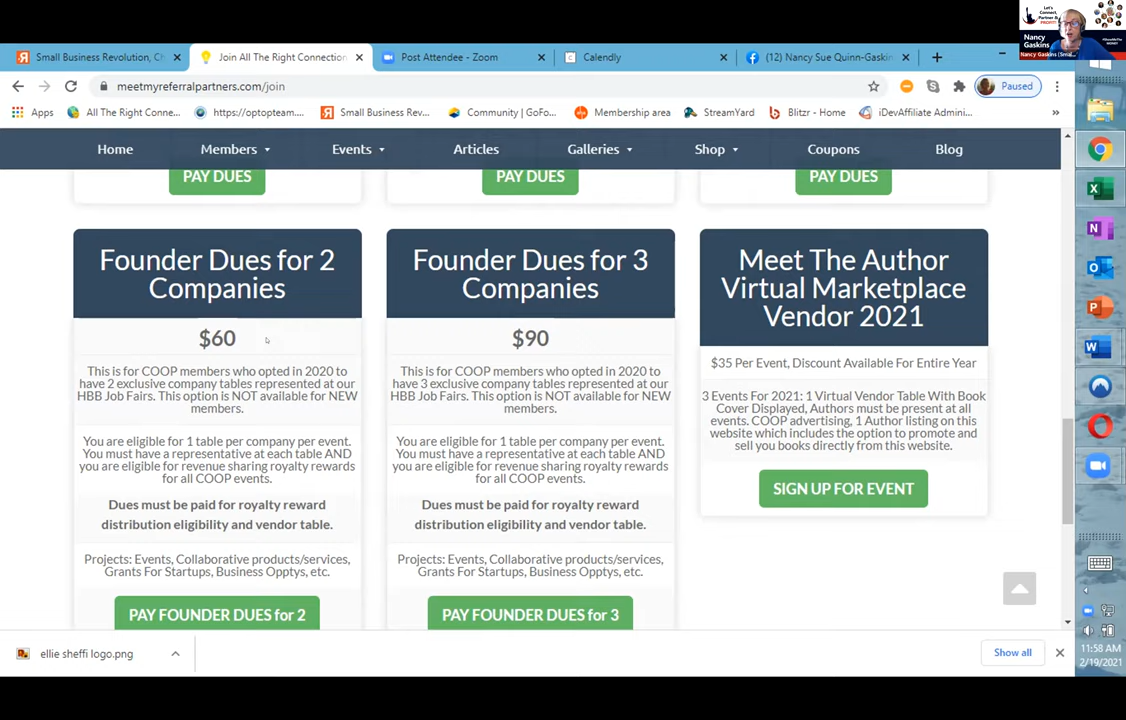 Small Business Revolution, Ch
Join All The Right Connection
Post Attendee - Zoom
Calendly
(12) Nancy Sue Quinn-Gaskin
meetmyreferralpartners.com/join
Paused
Apps
All The Right Conne...
https://optopteam....
Small Business Rev...
Community | GoFo...
Membership area
StreamYard
Blitzr - Home
iDevAffiliate Admini...
»
Let's
Connect,
Partner &
PROFIT!
Nancy
Gaskins
Nancy Gaskins (Smal...
Home
Members
Events
Articles
Galleries
Shop
Coupons
Blog
PAY DUES
PAY DUES
PAY DUES
Founder Dues for 2
Companies
$60
This is for COOP members who opted in 2020 to
have 2 exclusive company tables represented at our
HBB Job Fairs. This option is NOT available for NEW
members.
You are eligible for 1 table per company per event.
You must have a representative at each table AND
you are eligible for revenue sharing royalty rewards
for all COOP events.
Dues must be paid for royalty reward
distribution eligibility and vendor table.
Projects: Events, Collaborative products/services,
Grants For Startups, Business Opptys, etc.
PAY FOUNDER DUES for 2
Founder Dues for 3
Companies
$90
This is for COOP members who opted in 2020 to
have 3 exclusive company tables represented at our
HBB Job Fairs. This option is NOT available for NEW
members.
You are eligible for 1 table per company per event.
You must have a representative at each table AND
you are eligible for revenue sharing royalty rewards
for all COOP events.
Dues must be paid for royalty reward
distribution eligibility and vendor table.
Projects: Events, Collaborative products/services,
Grants For Startups, Business Opptys, etc.
PAY FOUNDER DUES for 3
Meet The Author
Virtual Marketplace
Vendor 2021
$35 Per Event, Discount Available For Entire Year
3 Events For 2021: 1 Virtual Vendor Table With Book
Cover Displayed, Authors must be present at all
events. COOP advertising, 1 Author listing on this
website which includes the option to promote and
sell you books directly from this website.
SIGN UP FOR EVENT
ellie sheffi logo.png
Show all
11:58 AM
2/19/2021